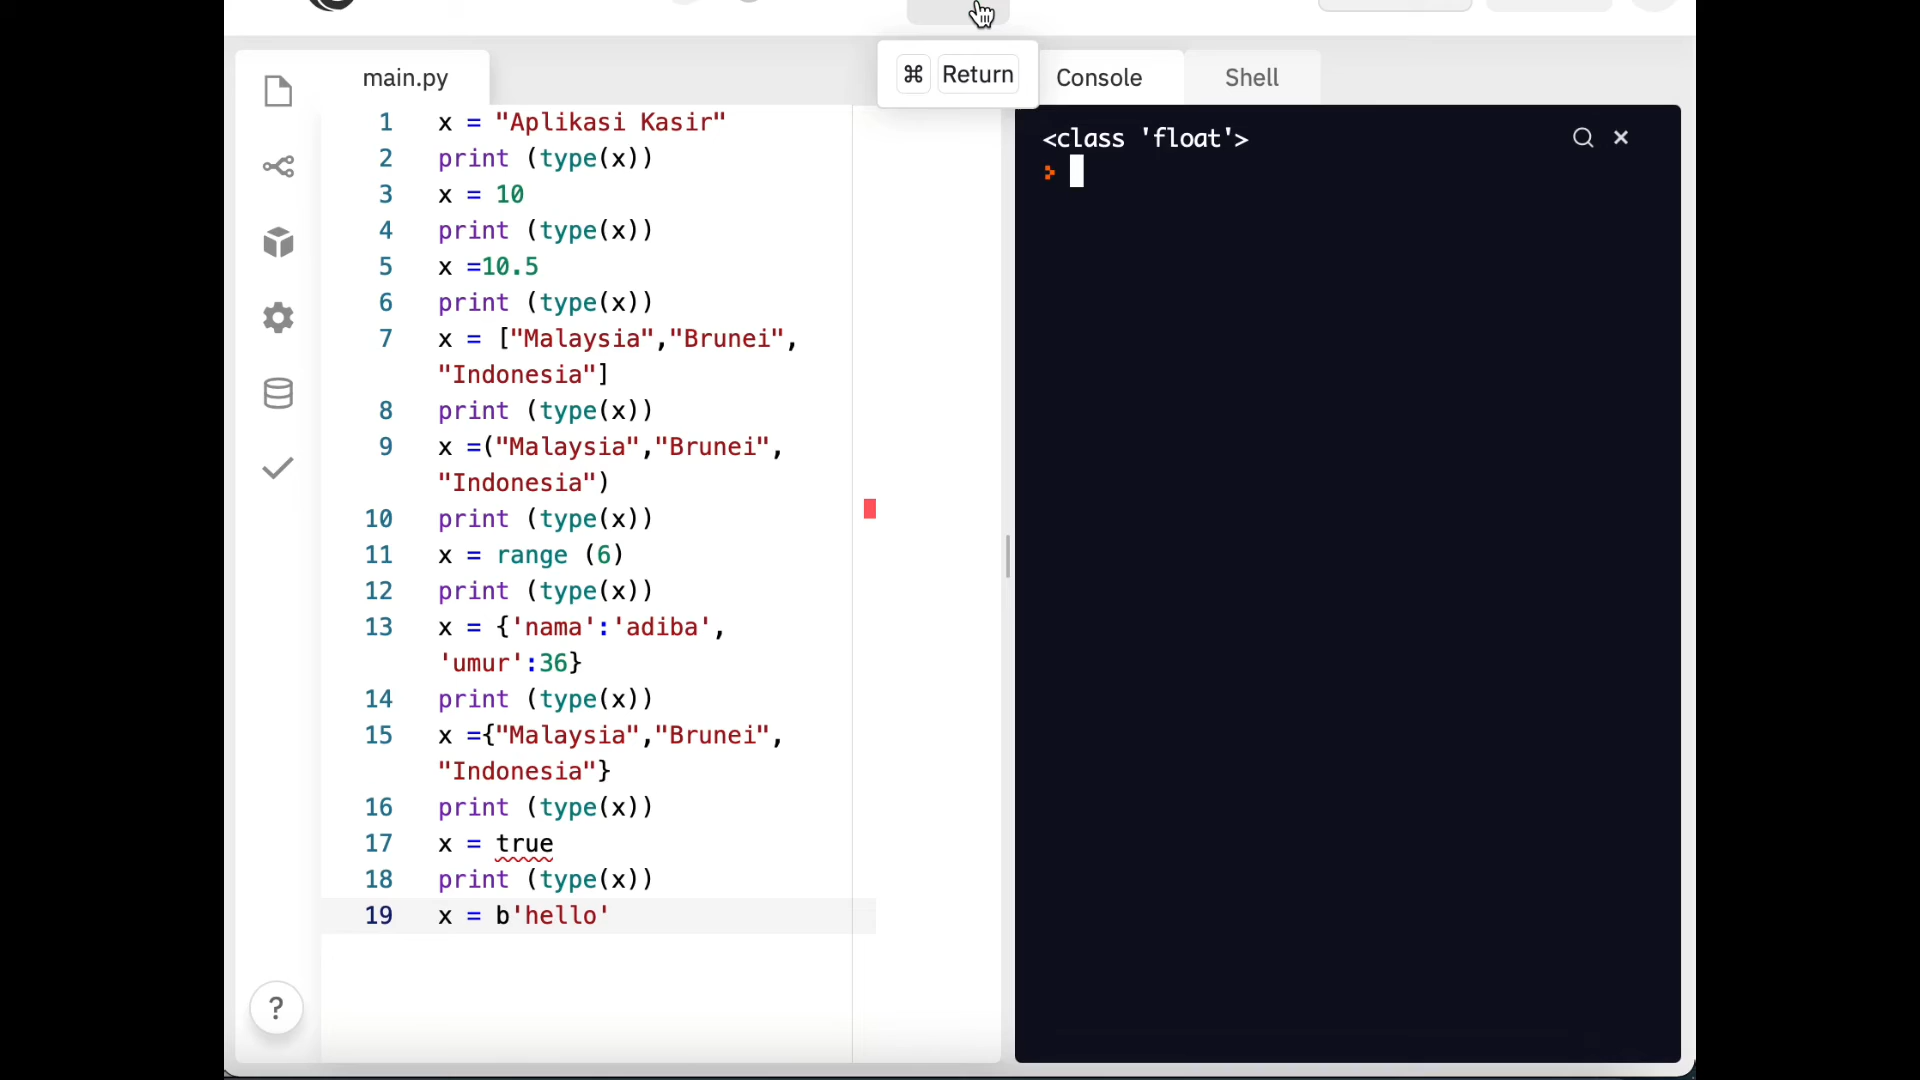 ⌘ Return
main.py
Console
Shell
1 x = "Aplikasi Kasir"
2 print (type(x))
3 x = 10
4 print (type(x))
5 x =10.5
6 print (type(x))
7 x = ["Malaysia","Brunei",
"Indonesia"]
8 print (type(x))
9 x =("Malaysia","Brunei",
"Indonesia")
10 print (type(x))
11 x = range (6)
12 print (type(x))
13 x = {'nama':'adiba',
'umur':36}
14 print (type(x))
15 x ={"Malaysia","Brunei",
"Indonesia"}
16 print (type(x))
17 x = true
18 print (type(x))
19 x = b'hello'
?
<class 'float'>